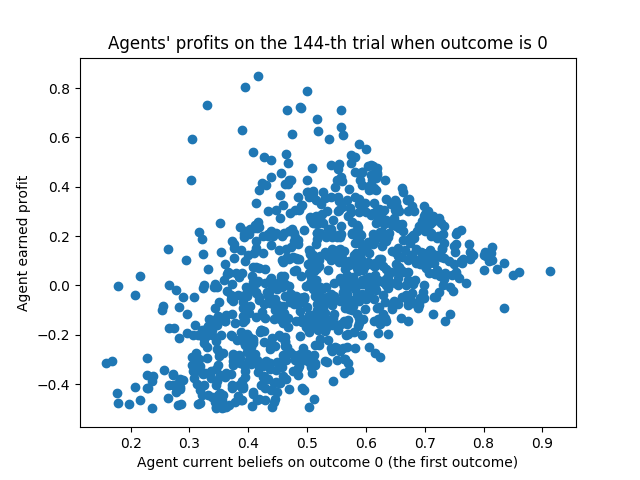 Agents' profits on the 144-th trial when outcome is 0
0.8
0.6
0.4
0.2
0.0
−0.2
−0.4
Agent earned profit
0.2 0.3 0.4 0.5 0.6 0.7 0.8 0.9
Agent current beliefs on outcome 0 (the first outcome)